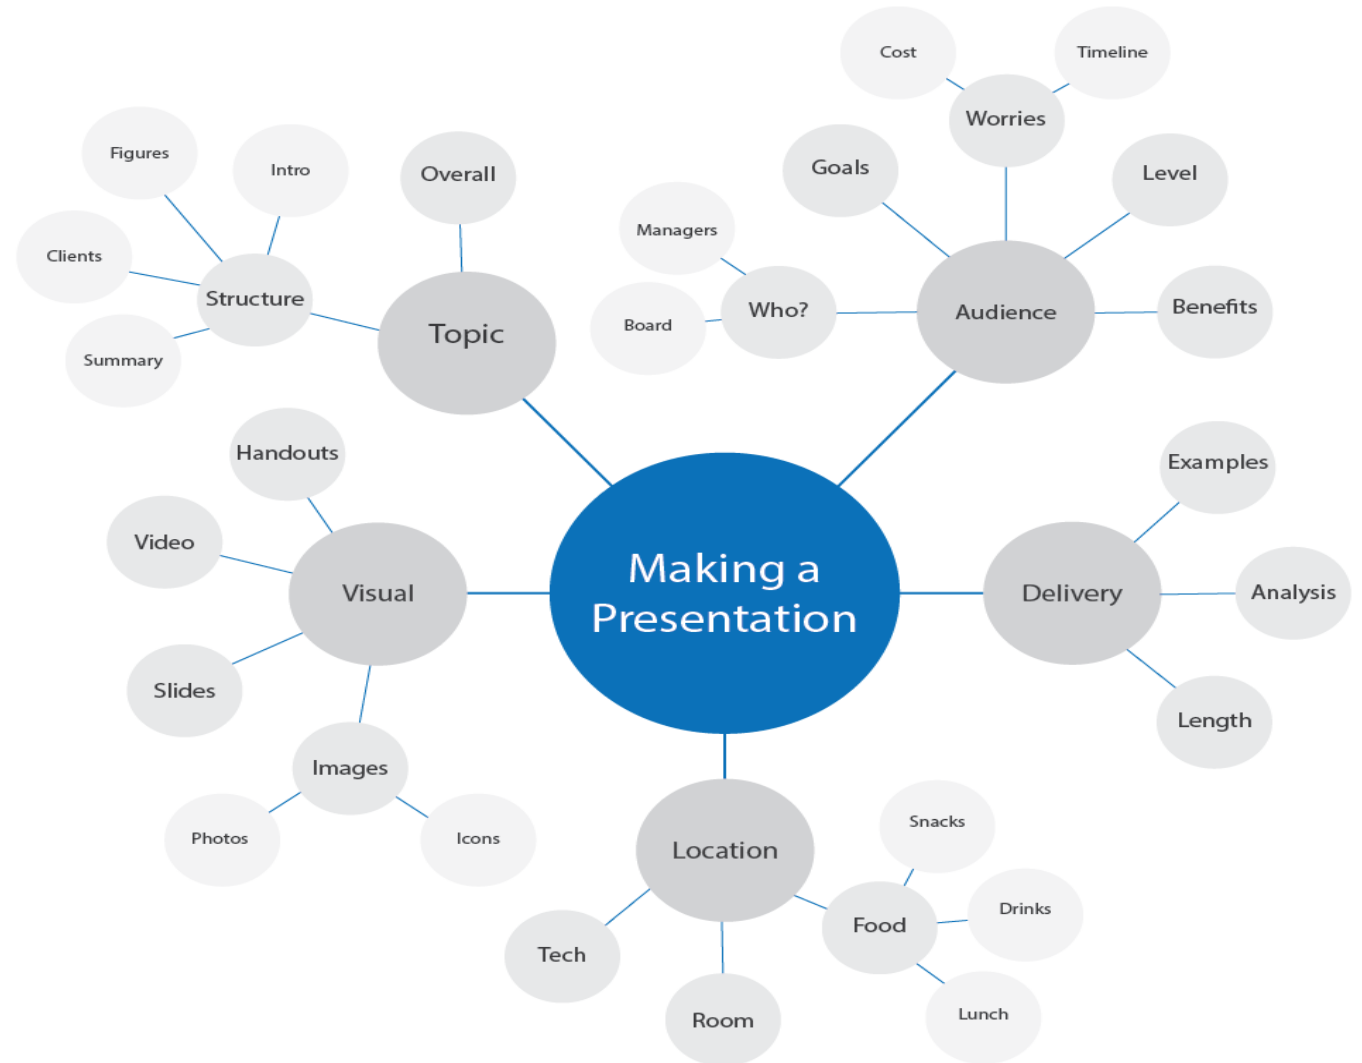 Cost
Timeline
Worries
Goals
Level
Managers
Who?
Board
Audience
Benefits
Figures
Intro
Overall
Clients
Structure
Summary
Topic
Handouts
Video
Visual
Slides
Images
Photos
Icons
Making a
Presentation
Examples
Delivery
Analysis
Length
Location
Snacks
Food
Drinks
Lunch
Tech
Room